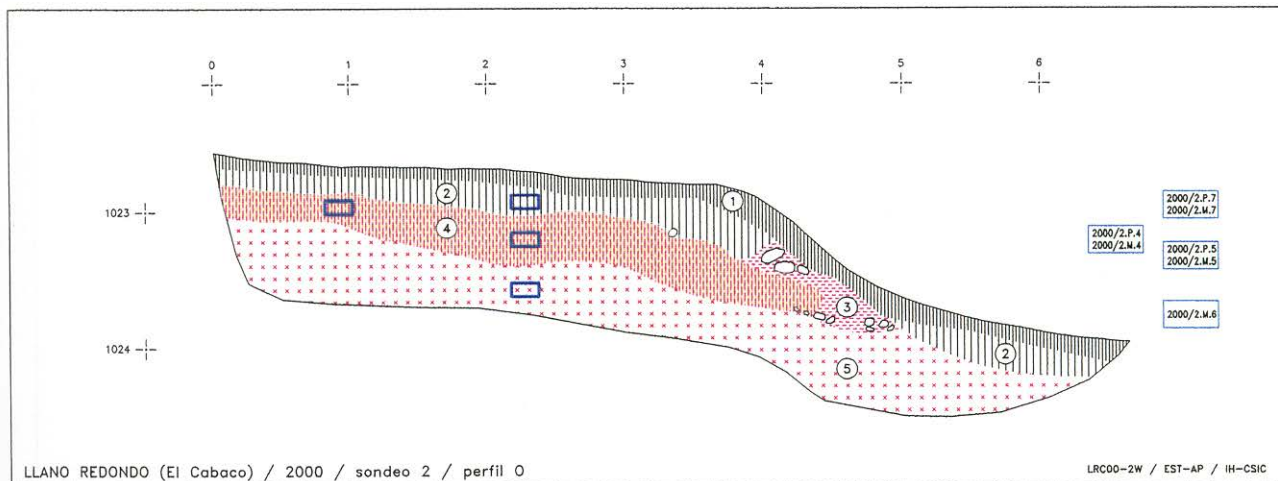 0 1 2 3 4 5 6
2
1
1023
2000/2.P.7
2000/2.M.7
4
2000/2.P.4
2000/2.M.4
2000/2.P.5
2000/2.M.5
3
2000/2.M.6
1024
2
5
LLANO REDONDO (El Cabaco) / 2000 / sondeo 2 / perfil O
LRC00-2W / EST-AP / IH-CSIC